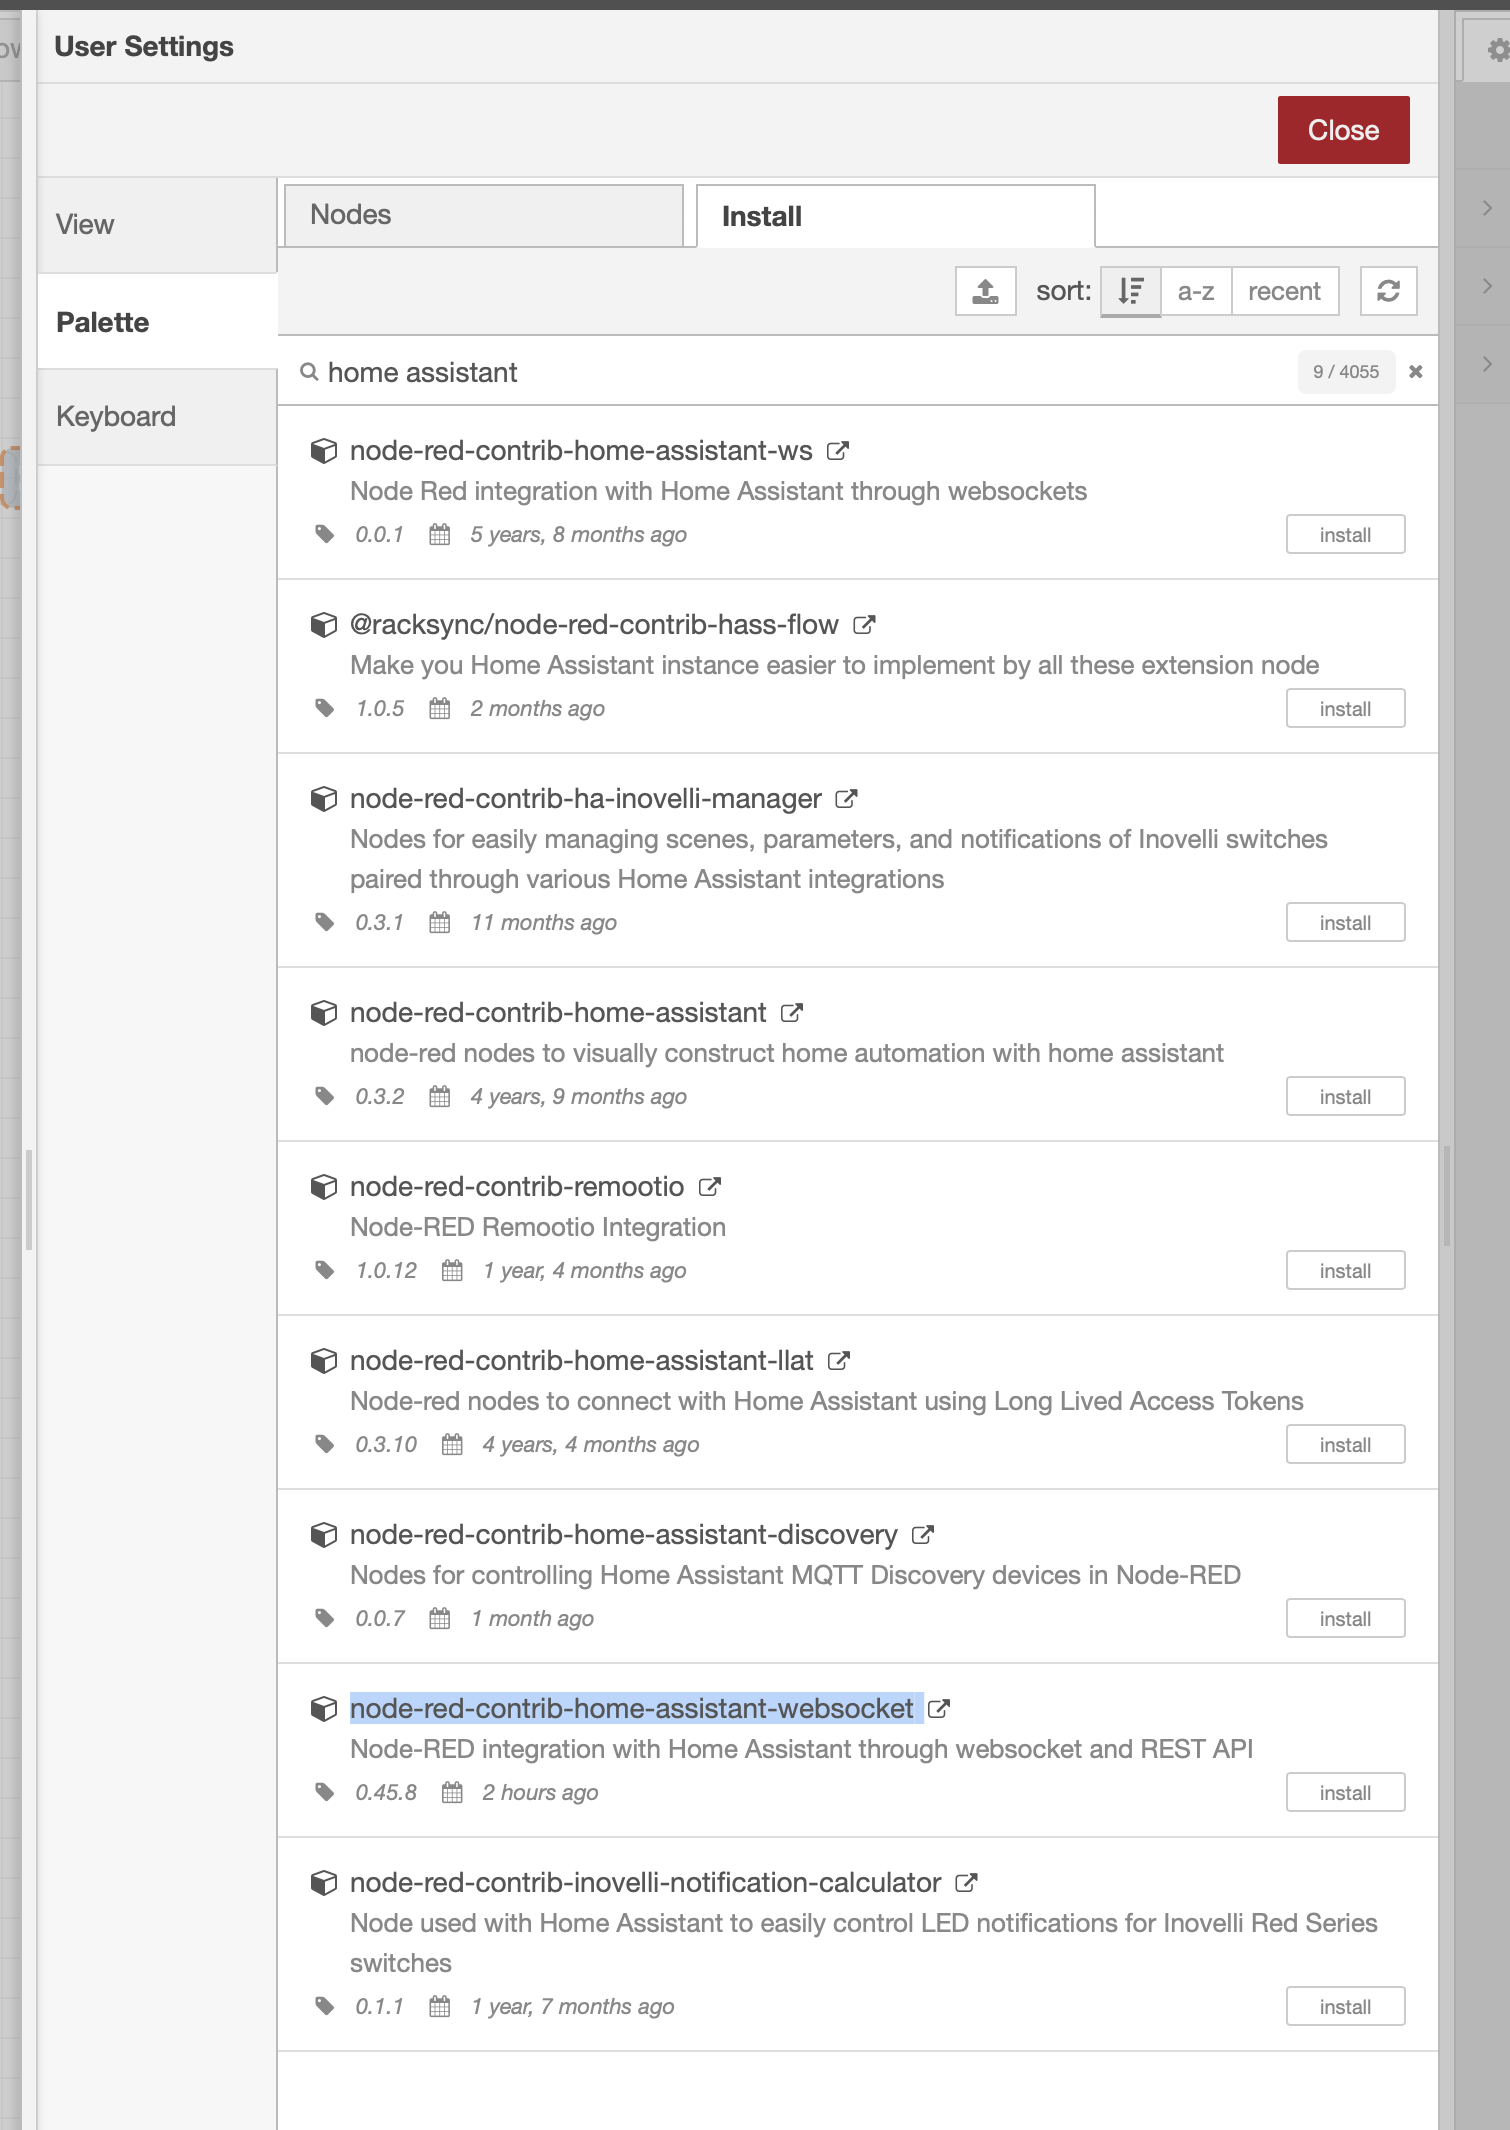 User Settings
Close
View
Palette
Keyboard
Nodes
Install
sort:
a-z
recent
home assistant
9 / 4055
node-red-contrib-home-assistant-ws
Node Red integration with Home Assistant through websockets
0.0.1
5 years, 8 months ago
install
@racksync/node-red-contrib-hass-flow
Make you Home Assistant instance easier to implement by all these extension node
1.0.5
2 months ago
install
node-red-contrib-ha-inovelli-manager
Nodes for easily managing scenes, parameters, and notifications of Inovelli switches
paired through various Home Assistant integrations
0.3.1
11 months ago
install
node-red-contrib-home-assistant
node-red nodes to visually construct home automation with home assistant
0.3.2
4 years, 9 months ago
install
node-red-contrib-remootio
Node-RED Remootio Integration
1.0.12
1 year, 4 months ago
install
node-red-contrib-home-assistant-llat
Node-red nodes to connect with Home Assistant using Long Lived Access Tokens
0.3.10
4 years, 4 months ago
install
node-red-contrib-home-assistant-discovery
Nodes for controlling Home Assistant MQTT Discovery devices in Node-RED
0.0.7
1 month ago
install
node-red-contrib-home-assistant-websocket
Node-RED integration with Home Assistant through websocket and REST API
0.45.8
2 hours ago
install
node-red-contrib-inovelli-notification-calculator
Node used with Home Assistant to easily control LED notifications for Inovelli Red Series
switches
0.1.1
1 year, 7 months ago
install